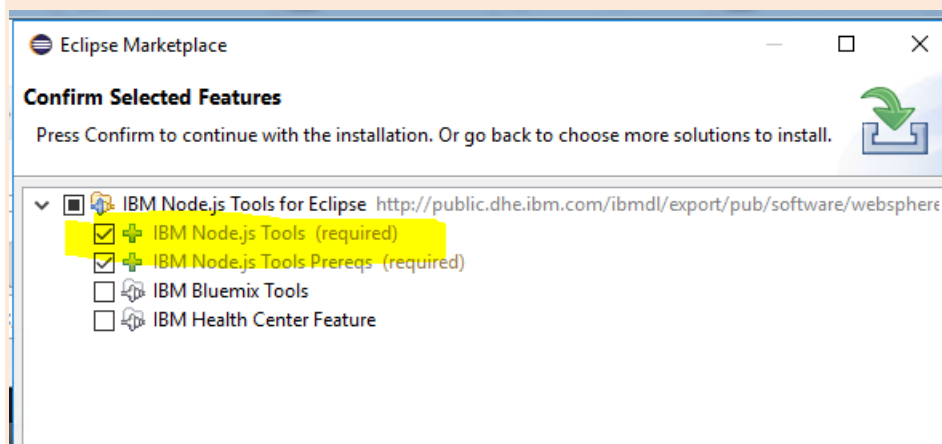 Eclipse Marketplace
Confirm Selected Features
Press Confirm to continue with the installation. Or go back to choose more solutions to install.
IBM Node.js Tools for Eclipse http://public.dhe.ibm.com/ibmdl/export/pub/software/websphere
IBM Node.js Tools (required)
IBM Node.js Tools Prereqs (required)
IBM Bluemix Tools
IBM Health Center Feature